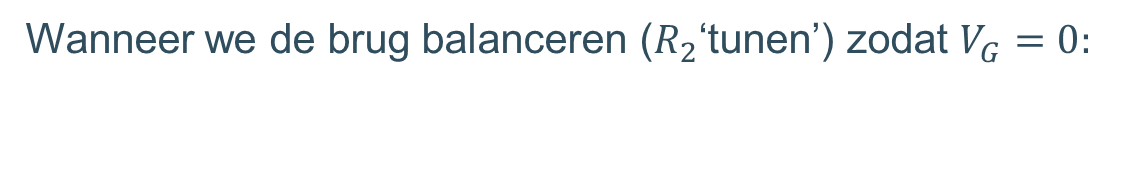 Wanneer we de brug balanceren (𝑅₂‘tunen’) zodat 𝑉_𝐺 = 0: